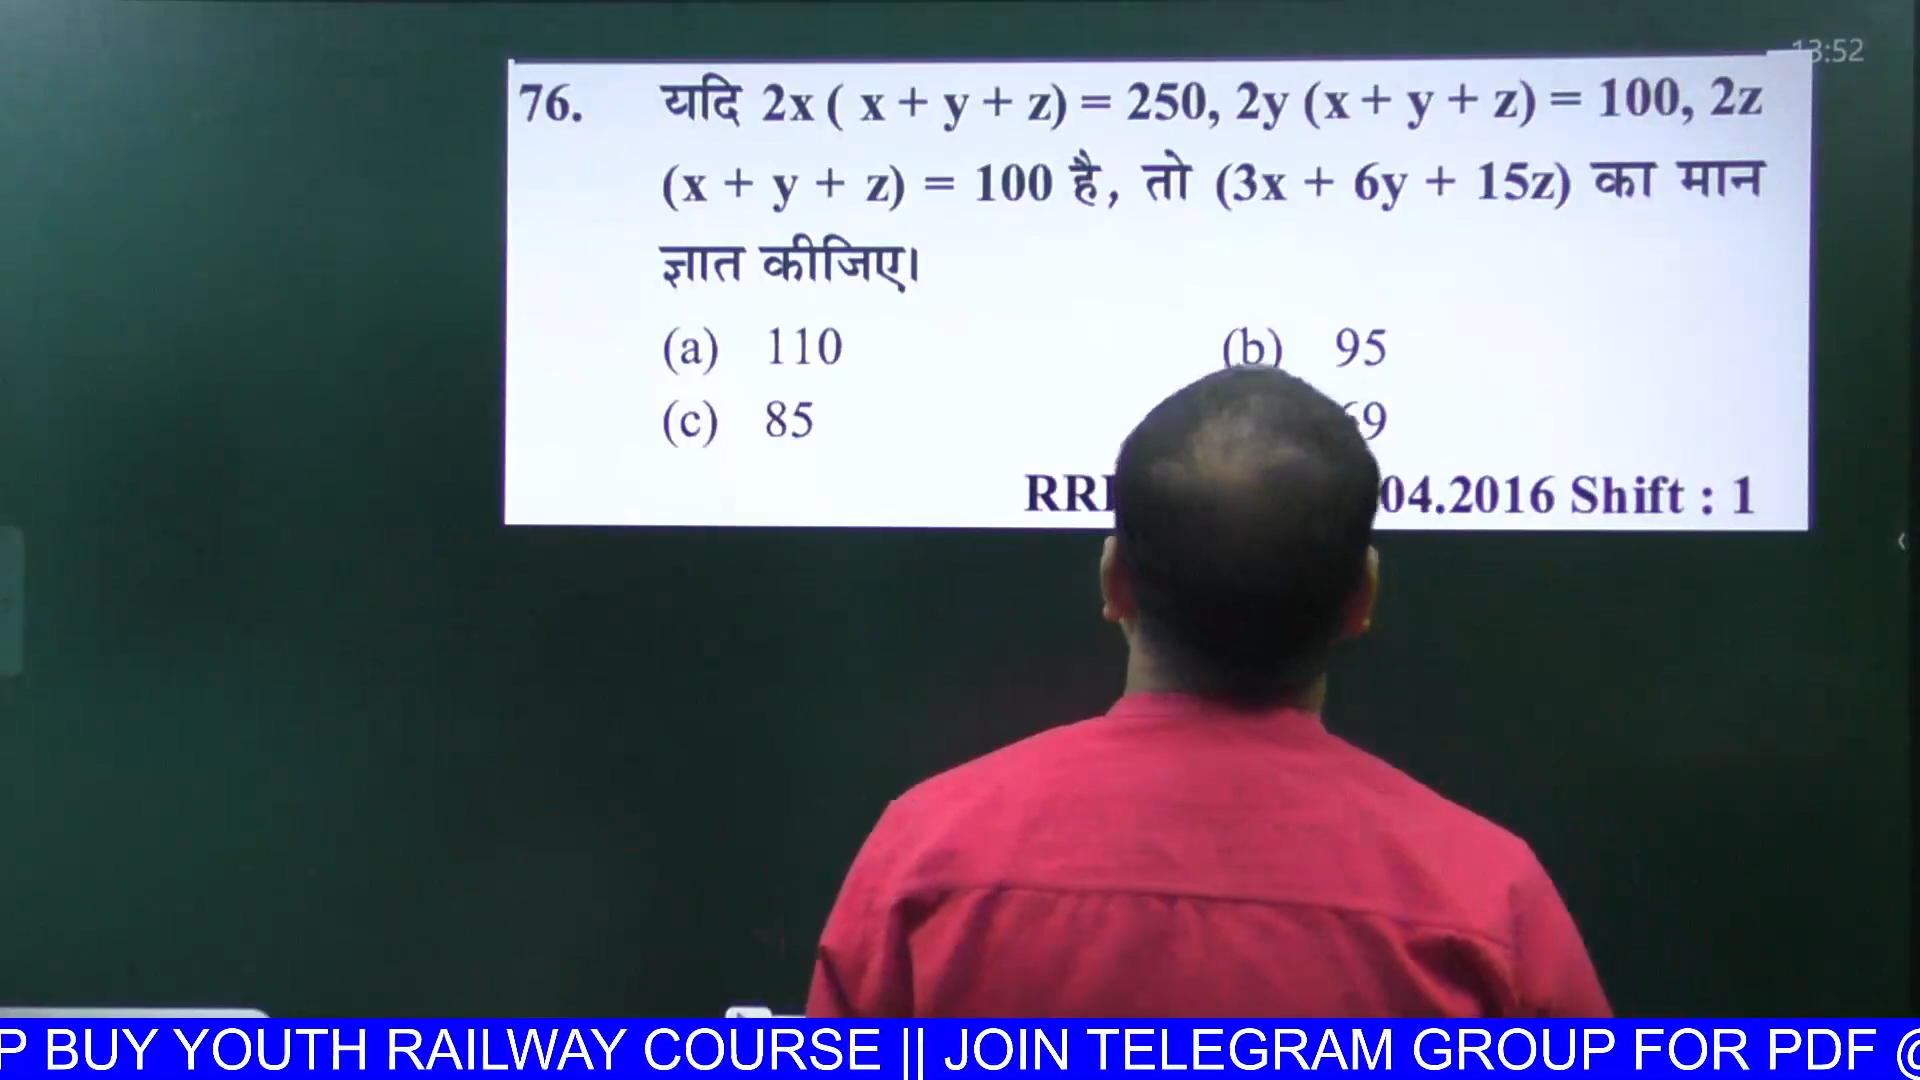 13:52
76. यदि 2x ( x + y + z) = 250, 2y (x + y + z) = 100, 2z
(x + y + z) = 100 है, तो (3x + 6y + 15z) का मान
ज्ञात कीजिए।
(a) 110 (b) 95
(c) 85
04.2016 Shift : 1
P BUY YOUTH RAILWAY COURSE || JOIN TELEGRAM GROUP FOR PDF @